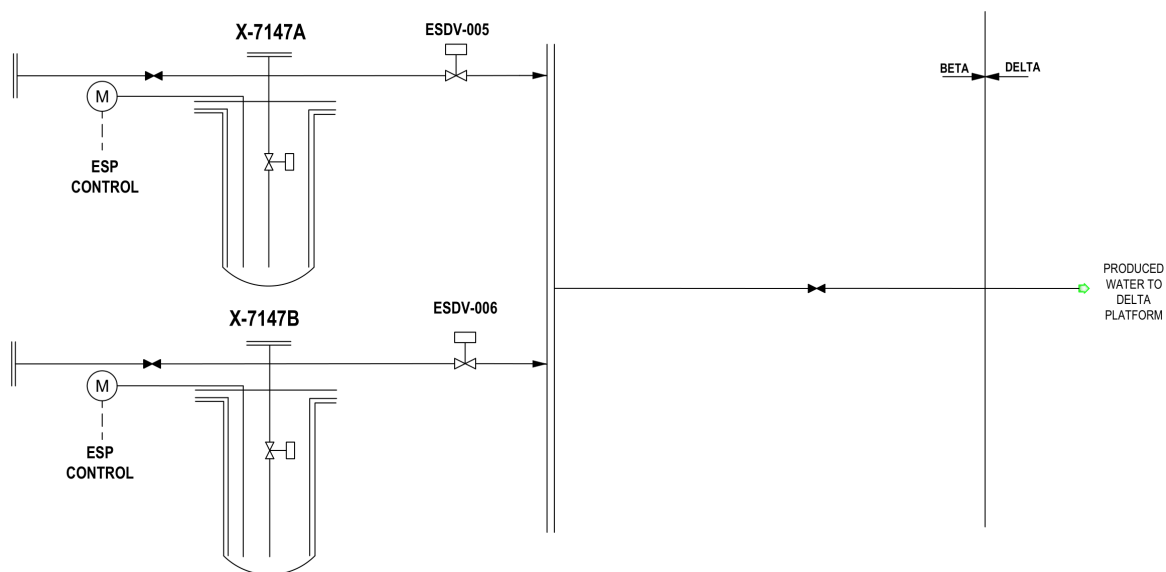 X-7147A
ESDV-005
BETA
DELTA
M
ESP
CONTROL
PRODUCED
WATER TO
DELTA
PLATFORM
X-7147B
ESDV-006
M
ESP
CONTROL